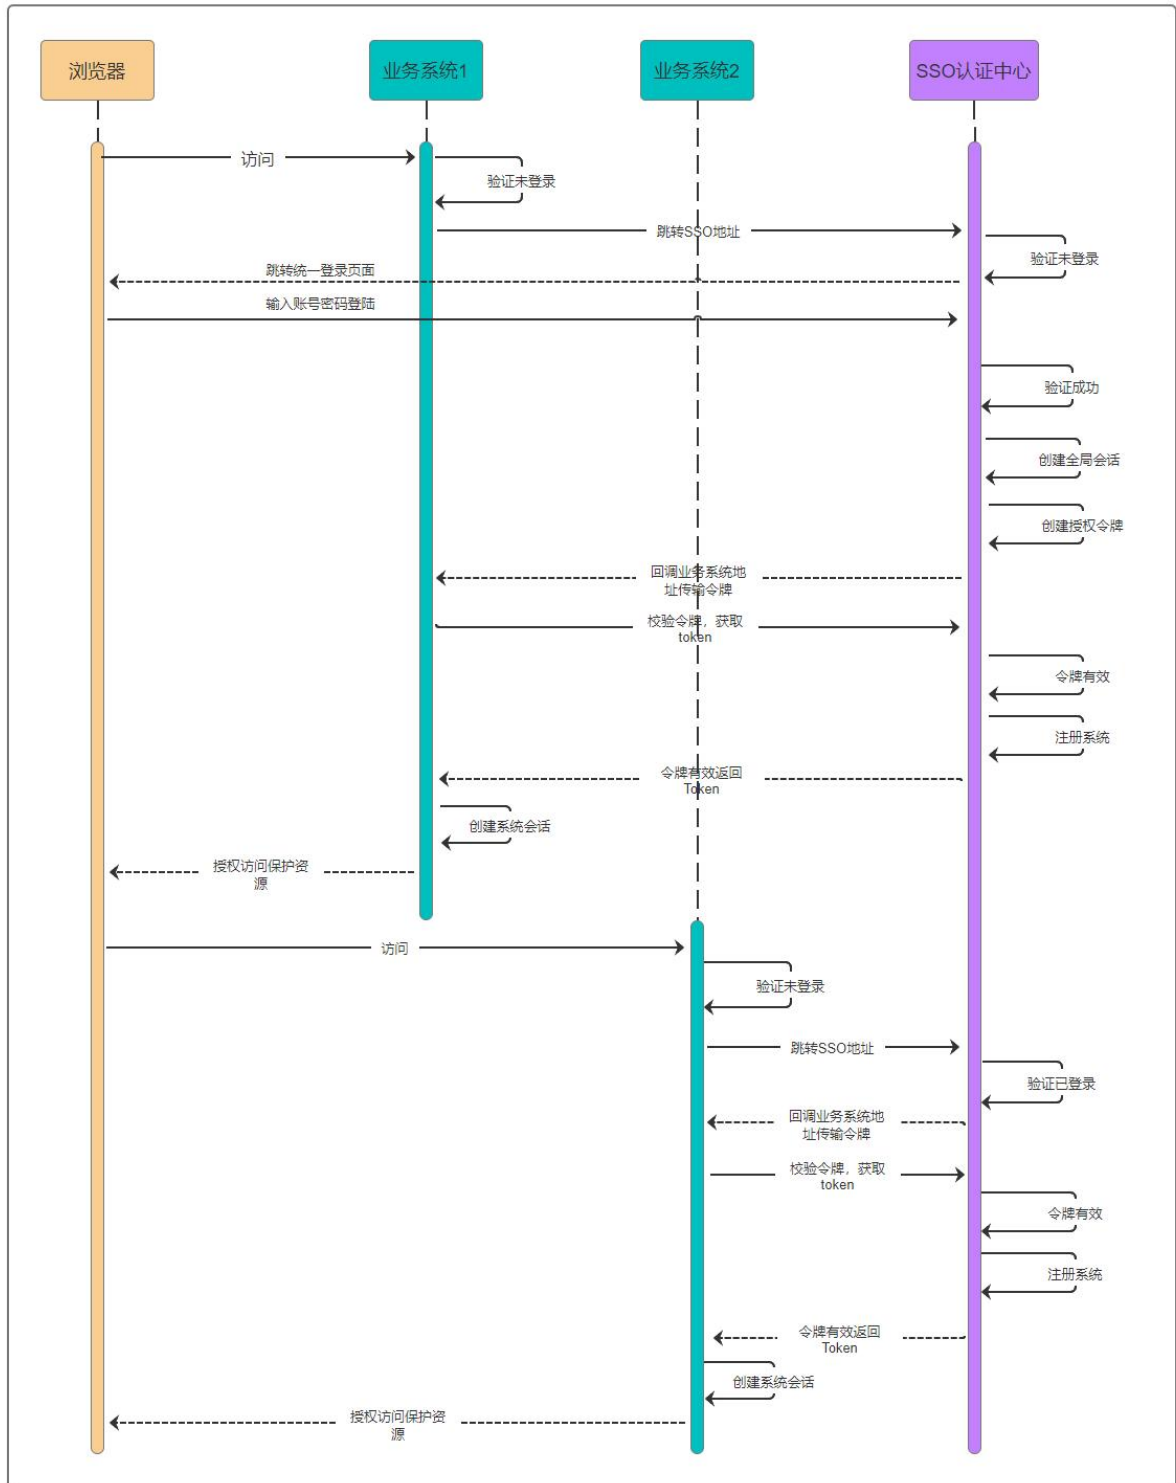 浏览器
业务系统1
业务系统2
SSO认证中心
访问
验证未登录
跳转SSO地址
验证未登录
跳转统一登录页面
输入账号密码登陆
验证成功
创建全局会话
创建授权令牌
回调业务系统地
址传输令牌
校验令牌，获取
token
令牌有效
注册系统
令牌有效返回
Token
创建系统会话
授权访问保护资
源
访问
验证未登录
跳转SSO地址
验证已登录
回调业务系统地
址传输令牌
校验令牌，获取
token
令牌有效
注册系统
令牌有效返回
Token
创建系统会话
授权访问保护资
源